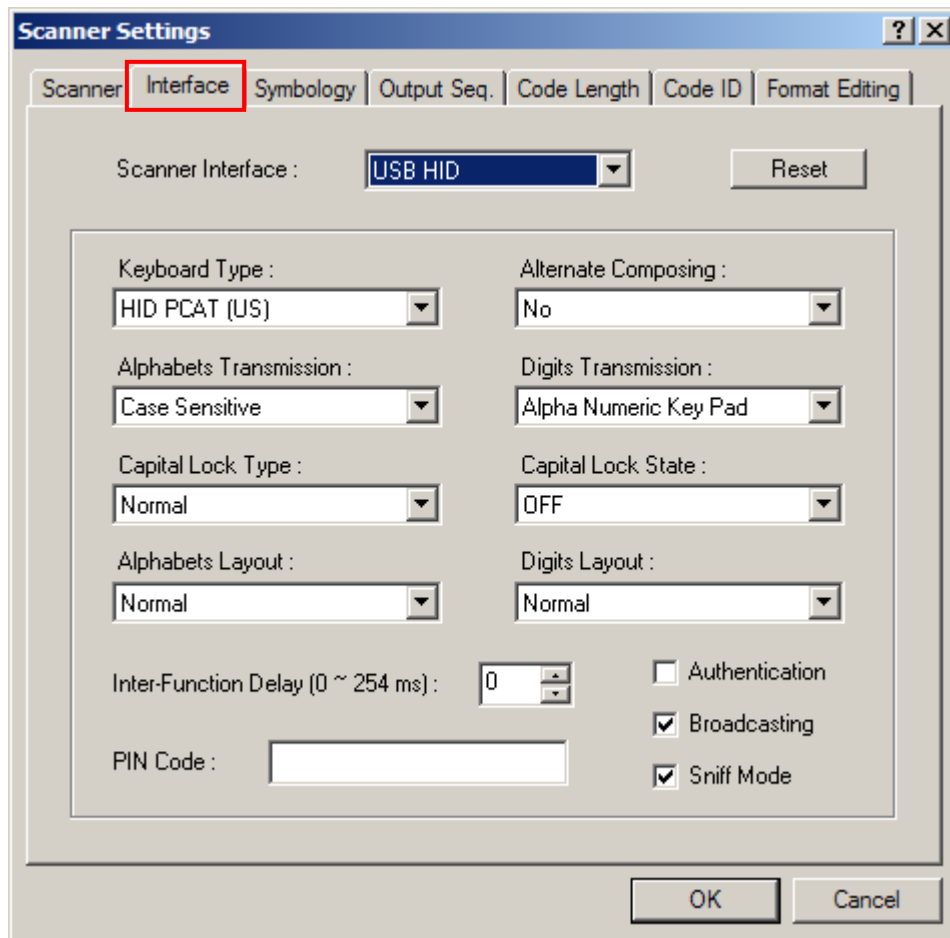 Scanner Settings
Scanner Interface Symbology Output Seq. Code Length Code ID Format Editing
Scanner Interface : USB HID Reset
Keyboard Type : Alternate Composing :
HID PCAT (US) No
Alphabets Transmission : Digits Transmission :
Case Sensitive Alpha Numeric Key Pad
Capital Lock Type : Capital Lock State :
Normal OFF
Alphabets Layout : Digits Layout :
Normal Normal
Inter-Function Delay (0 ~ 254 ms) : 0 Authentication
Broadcasting
PIN Code : Sniff Mode
OK Cancel